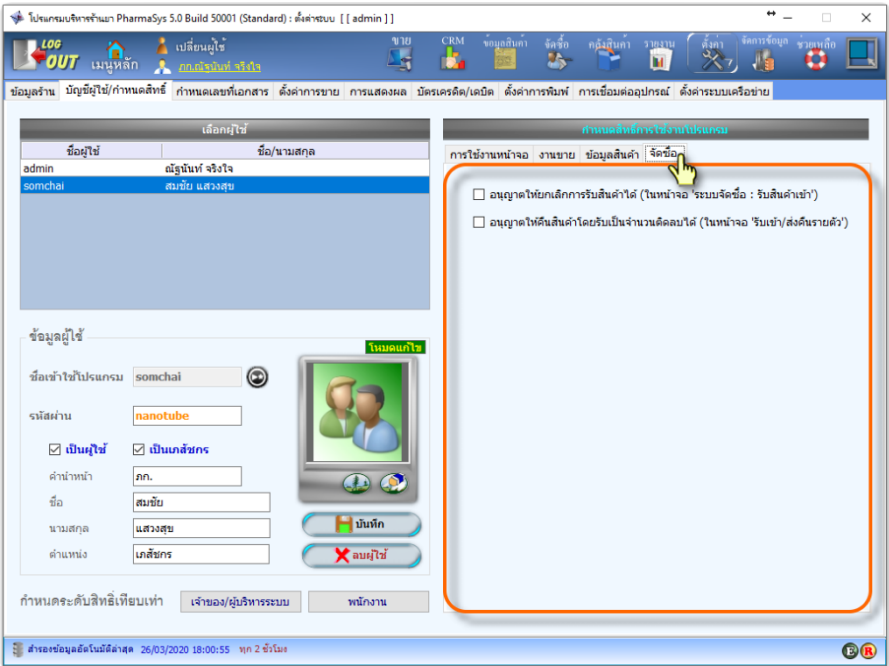 โปรแกรมบริหารร้านยา PharmaSys 5.0 Build 50001 (Standard) : ตั้งค่าระบบ [[ admin ]]
LOG OUT
เมนูหลัก
เปลี่ยนผู้ใช้
ภก.ณัฐนันท์ จริงใจ
ขาย CRM ข้อมูลสินค้า จัดซื้อ คลังสินค้า รายงาน ตั้งค่า จัดการข้อมูล ช่วยเหลือ
ข้อมูลร้าน บัญชีผู้ใช้/กำหนดสิทธิ์ กำหนดเลขที่เอกสาร ตั้งค่าการขาย การแสดงผล บัตรเครดิต/เดบิต ตั้งค่าการพิมพ์ การเชื่อมต่ออุปกรณ์ ตั้งค่าระบบเครือข่าย
เลือกผู้ใช้
ชื่อผู้ใช้ ชื่อ/นามสกุล
admin ณัฐนันท์ จริงใจ
somchai สมชัย แสวงสุข
ข้อมูลผู้ใช้
โหมดแก้ไข
ชื่อเข้าใช้โปรแกรม somchai
รหัสผ่าน nanotube
เป็นผู้ใช้ เป็นเภสัชกร
คำนำหน้า ภก.
ชื่อ สมชัย
นามสกุล แสวงสุข
ตำแหน่ง เภสัชกร
บันทึก
ลบผู้ใช้
กำหนดระดับสิทธิ์เทียบเท่า เจ้าของ/ผู้บริหารระบบ พนักงาน
กำหนดสิทธิ์การใช้งานโปรแกรม
การใช้งานหน้าจอ งานขาย ข้อมูลสินค้า จัดซื้อ
อนุญาตให้ยกเลิกการรับสินค้าได้ (ในหน้าจอ 'ระบบจัดซื้อ : รับสินค้าเข้า')
อนุญาตให้คืนสินค้าโดยรับเป็นจำนวนติดลบได้ (ในหน้าจอ 'รับเข้า/ส่งคืนรายตัว')
สำรองข้อมูลอัตโนมัติล่าสุด 26/03/2020 18:00:55 ทุก 2 ชั่วโมง
E R